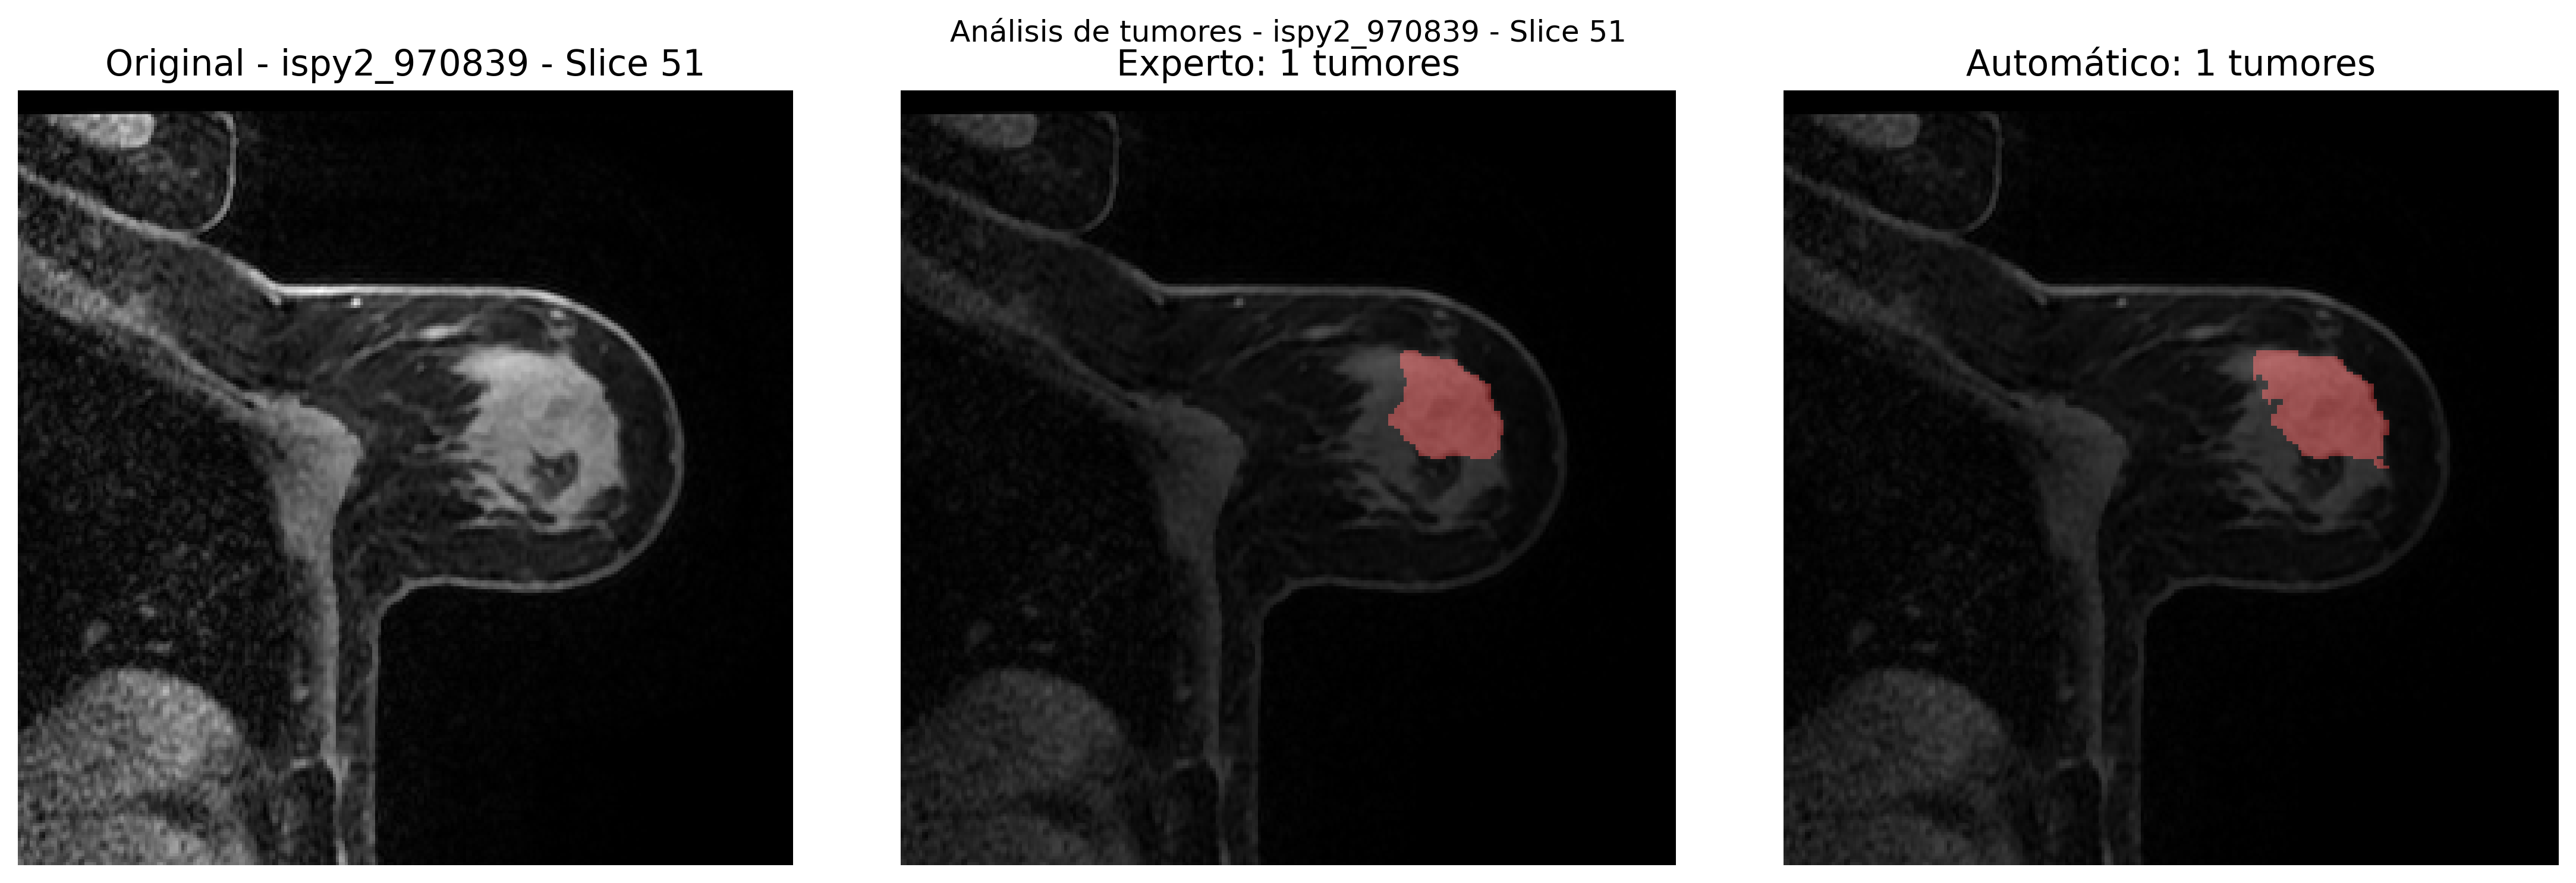 Análisis de tumores - ispy2_970839 - Slice 51
Original - ispy2_970839 - Slice 51
Experto: 1 tumores
Automático: 1 tumores